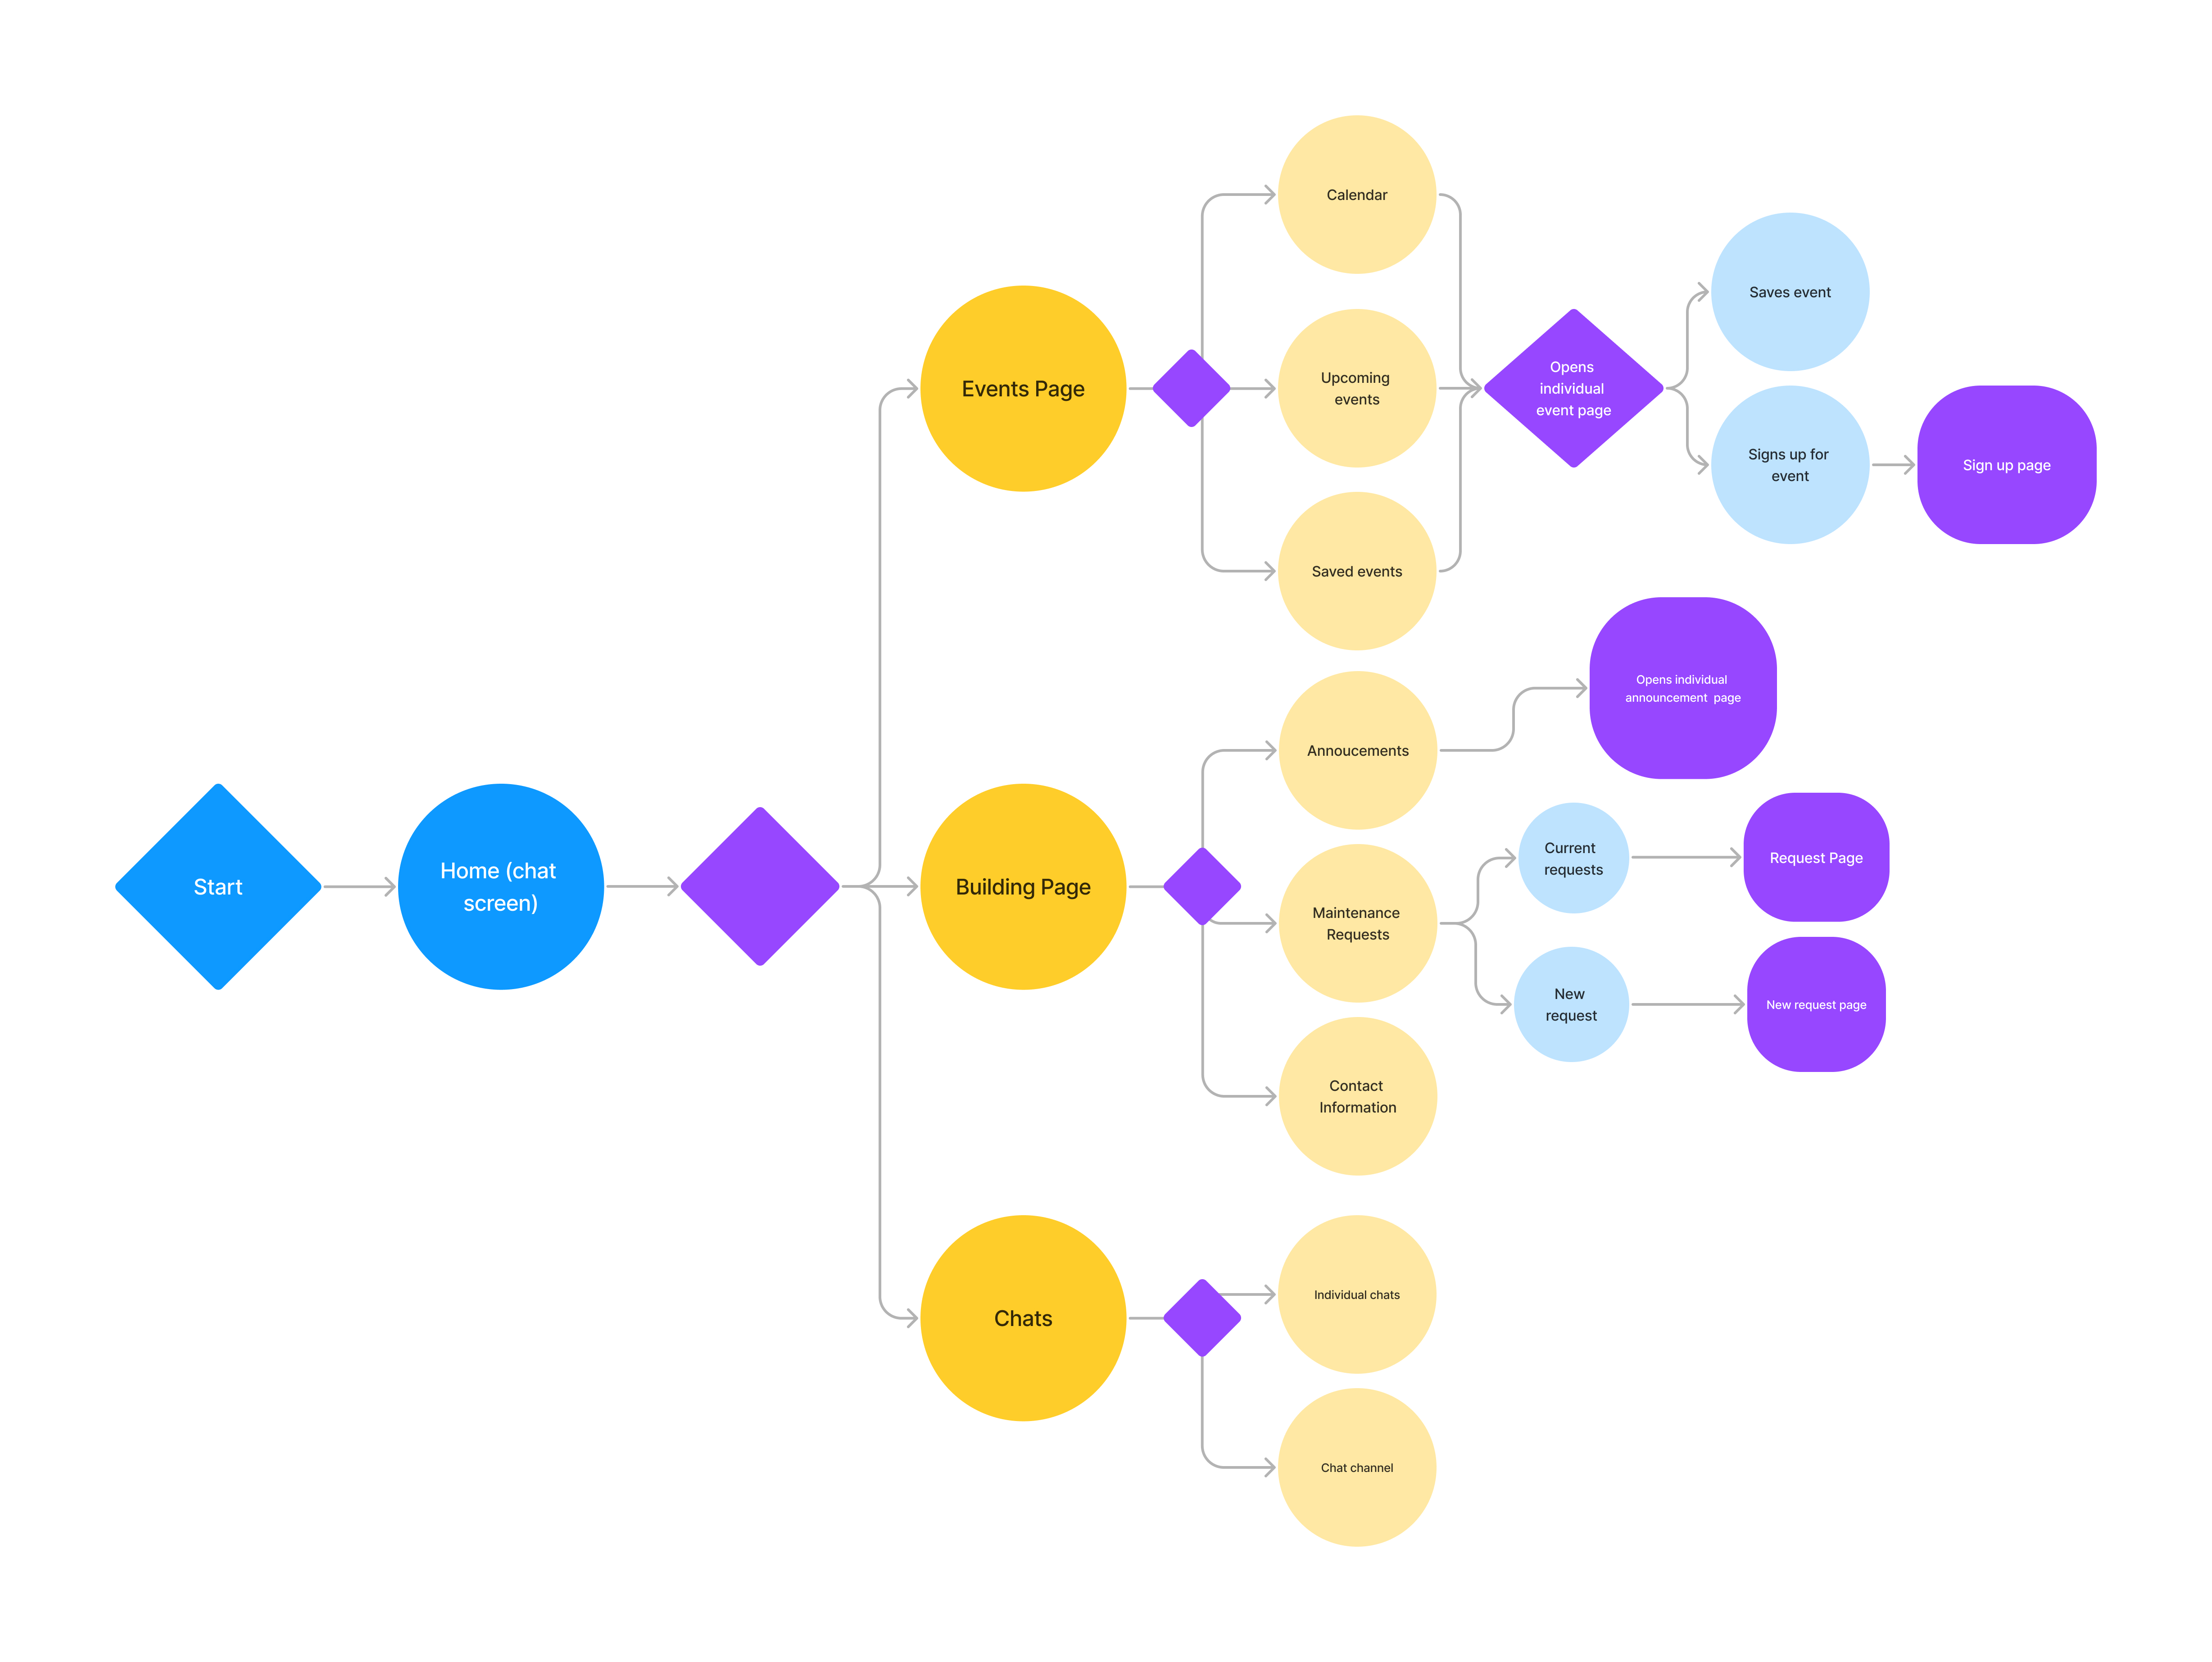 Start
Home (chat
screen)
Events Page
Calendar
Upcoming
events
Saved events
Opens
individual
event page
Saves event
Signs up for
event
Sign up page
Building Page
Annoucements
Opens individual
announcement  page
Maintenance
Requests
Current
requests
Request Page
New
request
New request page
Contact
Information
Chats
Individual chats
Chat channel